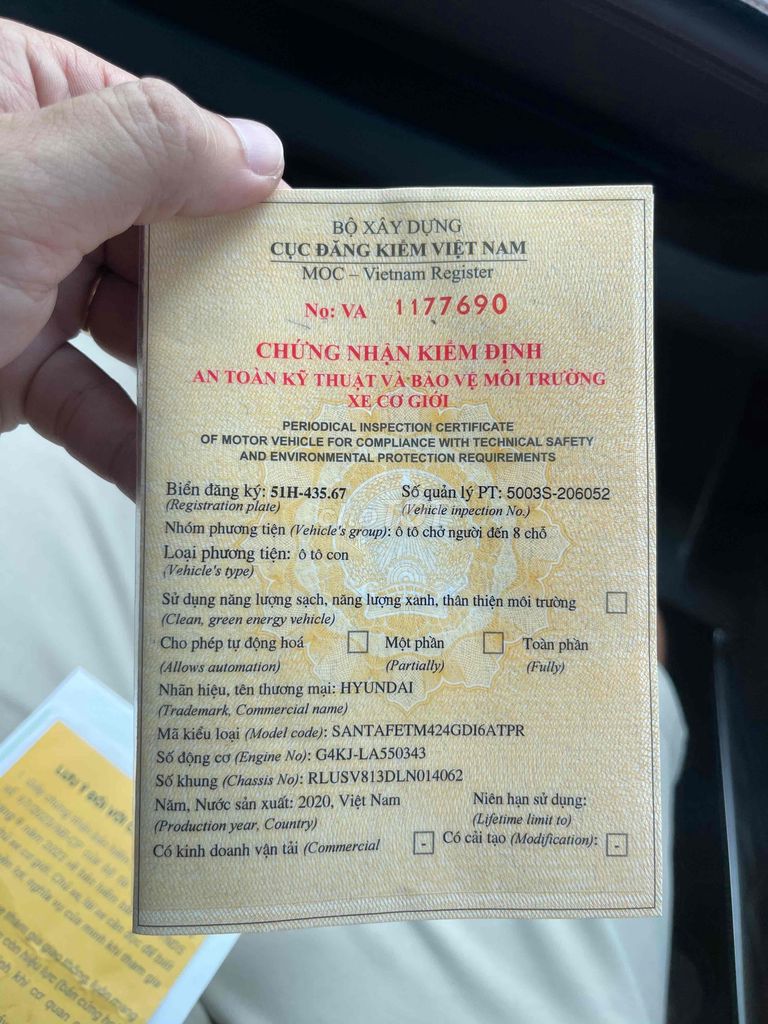 BỘ XÂY DỰNG
CỤC ĐĂNG KIỂM VIỆT NAM
MOC – Vietnam Register
No: VA 1177690
CHỨNG NHẬN KIỂM ĐỊNH
AN TOÀN KỸ THUẬT VÀ BẢO VỆ MÔI TRƯỜNG
XE CƠ GIỚI
PERIODICAL INSPECTION CERTIFICATE
OF MOTOR VEHICLE FOR COMPLIANCE WITH TECHNICAL SAFETY
AND ENVIRONMENTAL PROTECTION REQUIREMENTS
Biển đăng ký: 51H-435.67 Số quản lý PT: 5003S-206052
(Registration plate) (Vehicle inpection No.)
Nhóm phương tiện (Vehicle's group): ô tô chở người đến 8 chỗ
Loại phương tiện: ô tô con
(Vehicle's type)
Sử dụng năng lượng sạch, năng lượng xanh, thân thiện môi trường
(Clean, green energy vehicle)
Cho phép tự động hoá Một phần Toàn phần
(Allows automation) (Partially) (Fully)
Nhãn hiệu, tên thương mại: HYUNDAI
(Trademark, Commercial name)
Mã kiểu loại (Model code): SANTAFETM424GDI6ATPR
Số động cơ (Engine No): G4KJ-LA550343
Số khung (Chassis No): RLUSV813DLN014062
Năm, Nước sản xuất: 2020, Việt Nam Niên hạn sử dụng:
(Production year, Country) (Lifetime limit to)
Có kinh doanh vận tải (Commercial - Có cải tạo (Modification): -
LƯU Ý ĐỐI VỚI